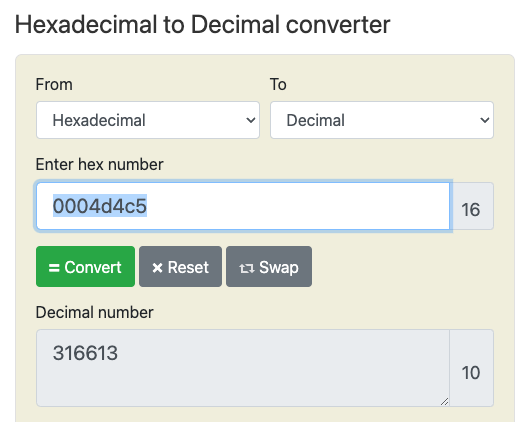 Hexadecimal to Decimal converter
From To
Hexadecimal Decimal
Enter hex number
0004d4c5 16
= Convert × Reset Swap
Decimal number
316613
10